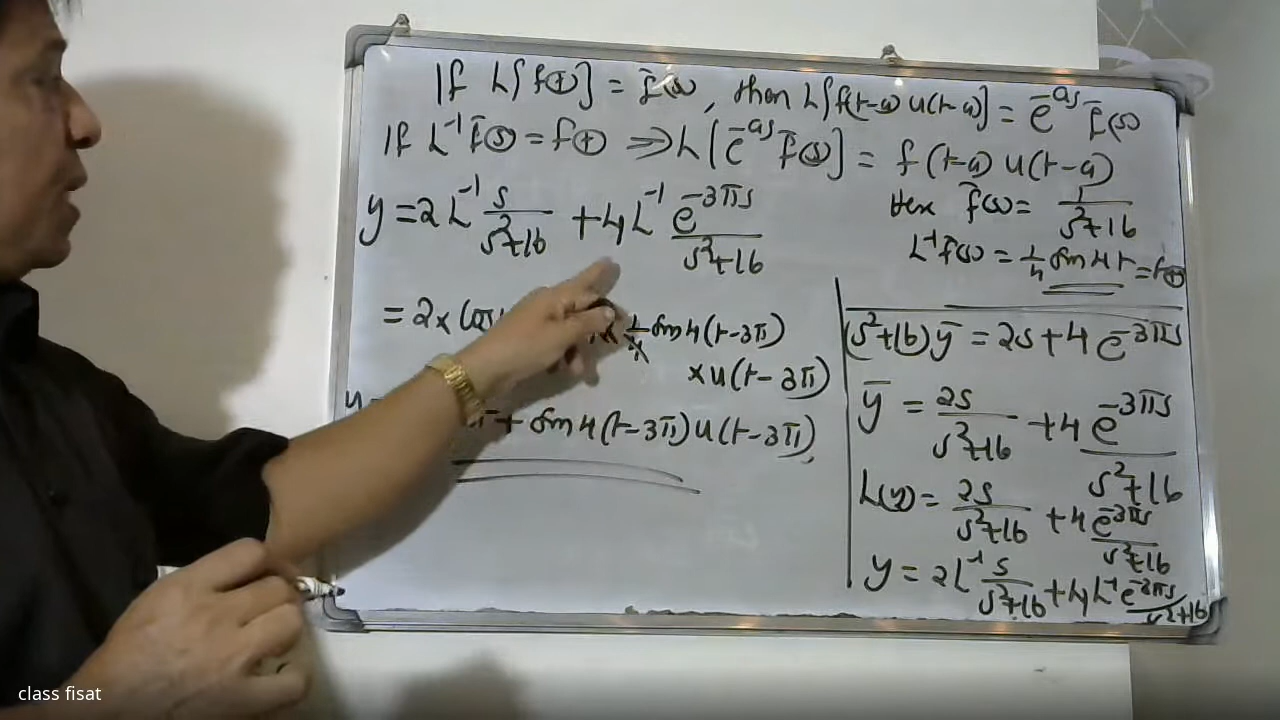 If L[f(t)] = f̄(s), then L[f(t-a) u(t-a)] = e^{-as} f̄(s)
If L^{-1} f̄(s) = f(t) ⇒ L[e^{-as} f̄(s)] = f(t-a) u(t-a)
y = 2 L^{-1} s/(s²+16) + 4 L^{-1} e^{-3πs}/(s²+16)
= 2 × Cos
× 1/4 Sin 4(t-3π)
× u(t-3π)
+ Sin 4(t-3π) u(t-3π)
Here f̄(s) = 1/(s²+16)
L^{-1} f̄(s) = 1/4 Sin 4t = f(t)
(s²+16) ȳ = 2s + 4 e^{-3πs}
ȳ = 2s/(s²+16) + 4 e^{-3πs}/(s²+16)
L(y) = 2s/(s²+16) + 4 e^{-3πs}/(s²+16)
y = 2 L^{-1} s/(s²+16) + 4 L^{-1} e^{-3πs}/(s²+16)
class fisat